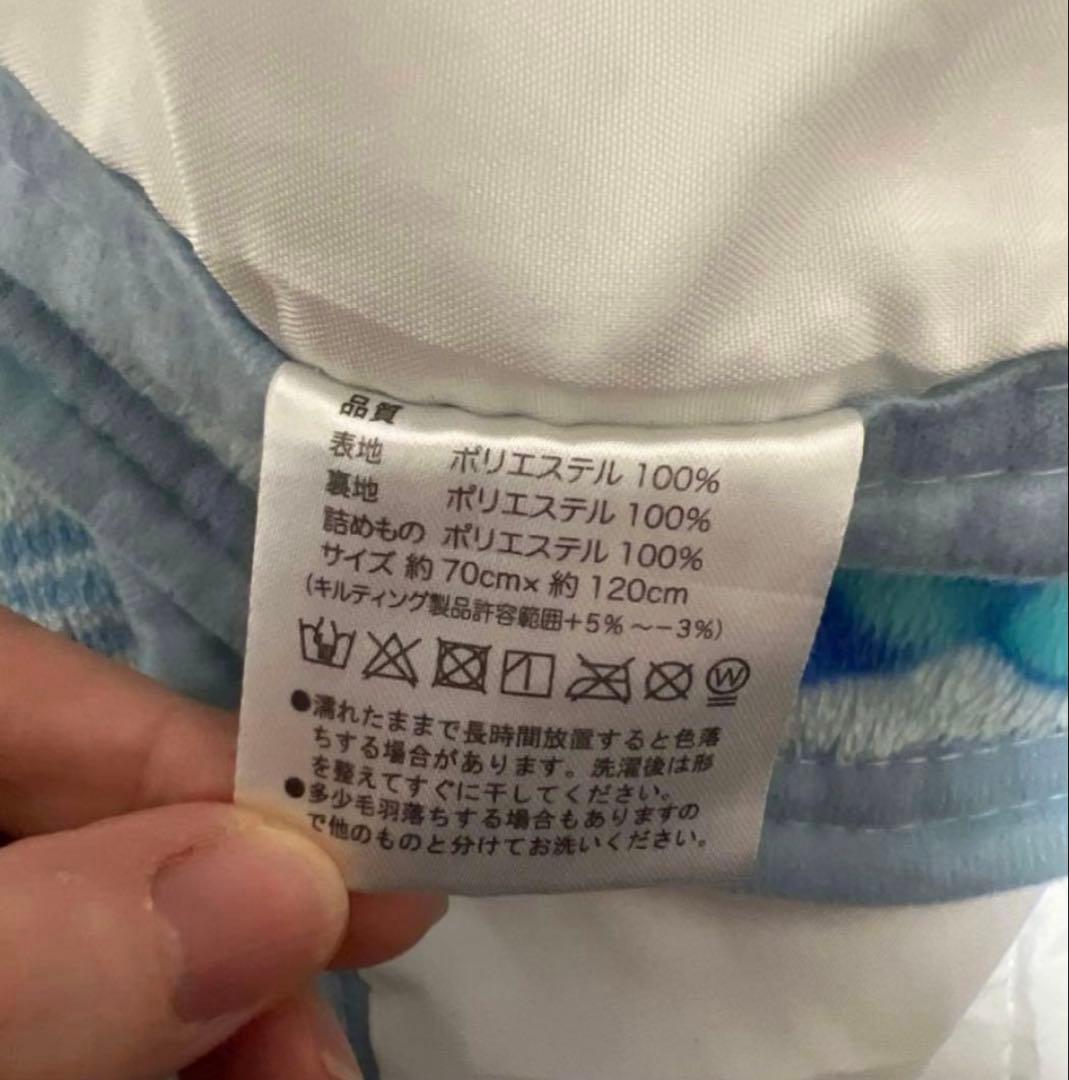 品質
表地 ポリエステル 100%
裏地 ポリエステル 100%
詰めもの ポリエステル 100%
サイズ 約 70cm× 約 120cm
(キルティング製品許容範囲+5%~-3%)
W
●濡れたままで長時間放置すると色落
ちする場合があります。洗濯後は形
を整えてすぐに干してください。
●多少毛羽落ちする場合もありますの
で他のものと分けてお洗いください。